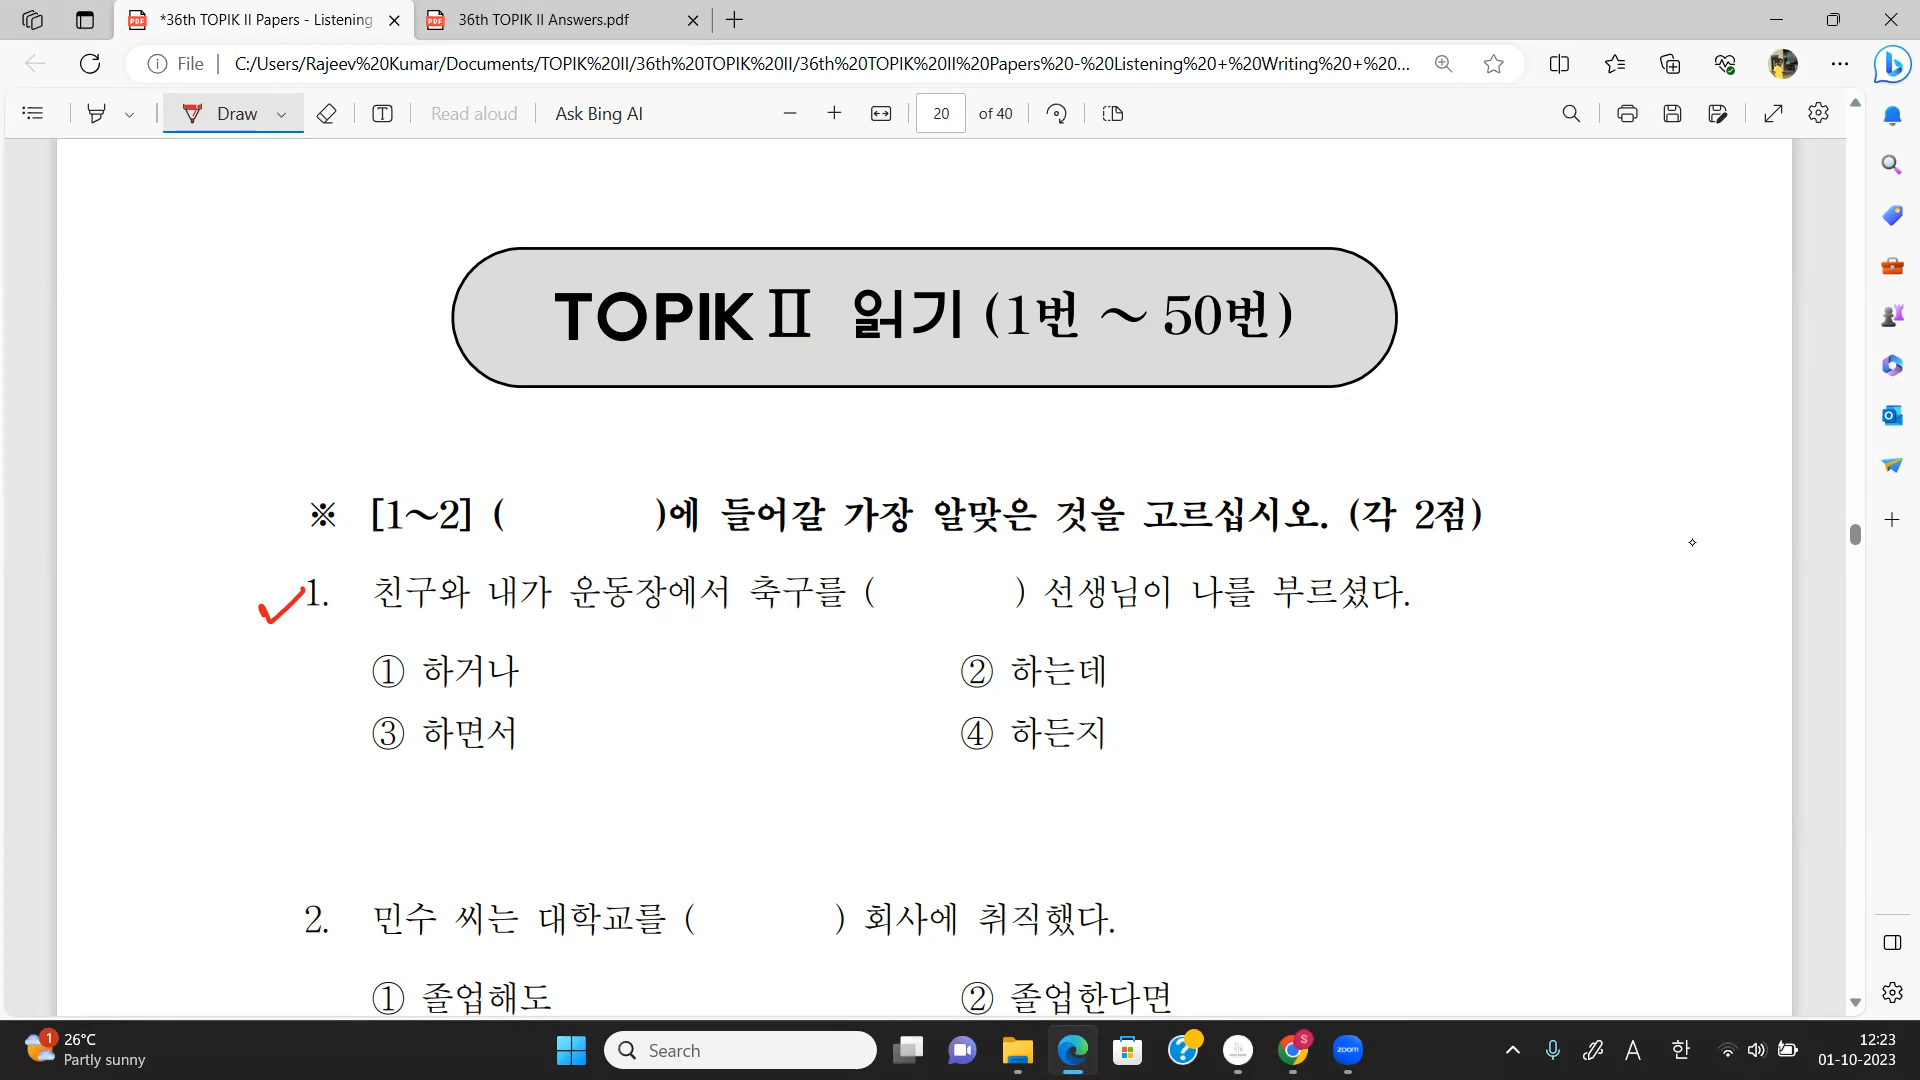 *36th TOPIK II Papers - Listening
36th TOPIK II Answers.pdf
File
C:/Users/Rajeev%20Kumar/Documents/TOPIK%20II/36th%20TOPIK%20II/36th%20TOPIK%20II%20Papers%20-%20Listening%20+%20Writing%20+%20...
Draw
Read aloud
Ask Bing AI
20 of 40
TOPIK Ⅱ 읽기 (1번 ~ 50번)
※ [1~2] ( )에 들어갈 가장 알맞은 것을 고르십시오. (각 2점)
1. 친구와 내가 운동장에서 축구를 ( ) 선생님이 나를 부르셨다.
① 하거나 ② 하는데
③ 하면서 ④ 하든지
2. 민수 씨는 대학교를 ( ) 회사에 취직했다.
① 졸업해도 ② 졸업한다면
1
26°C
Partly sunny
Search
S
zoom
A
한
12:23
01-10-2023